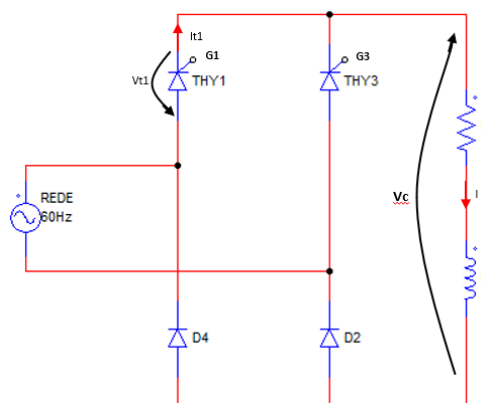 It1
G1
G3
Vt1
THY1
THY3
REDE
60Hz
Vc
I
D4
D2